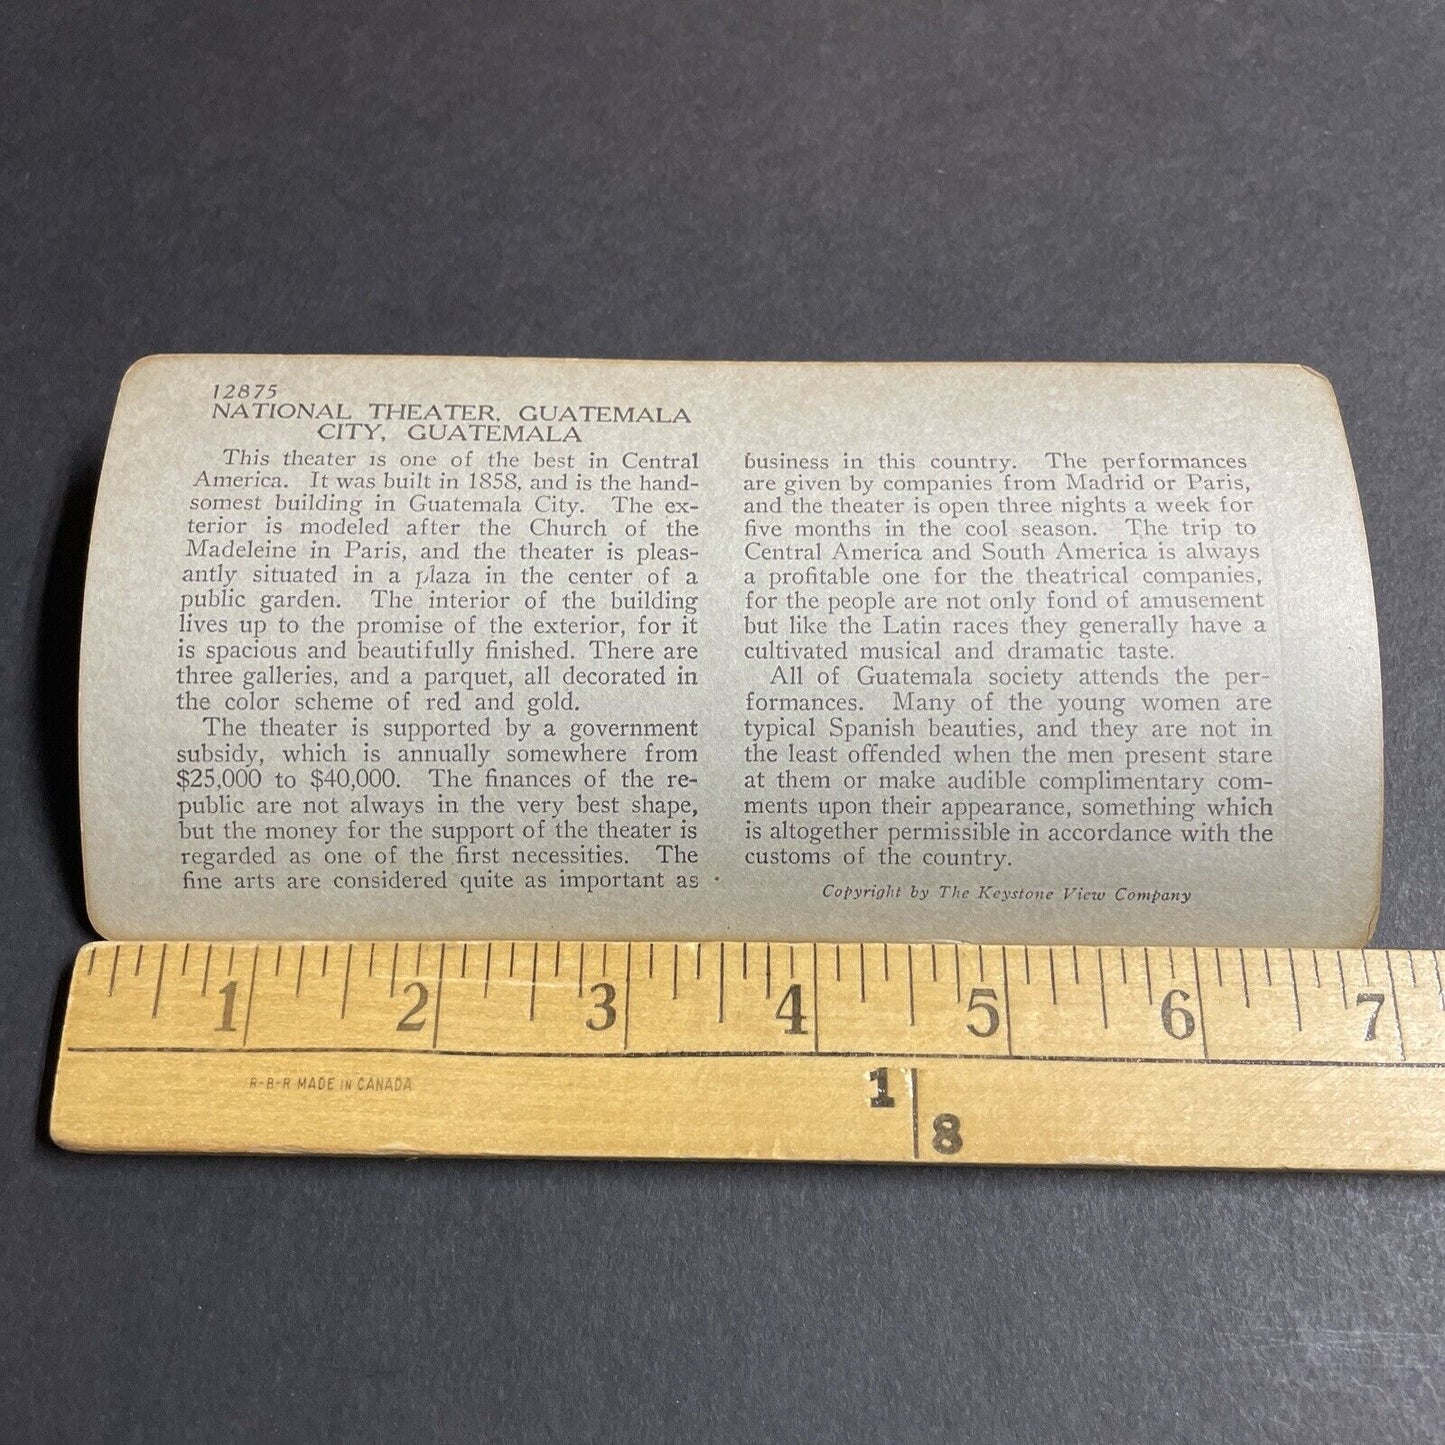 12875
NATIONAL THEATER, GUATEMALA
CITY, GUATEMALA
This theater is one of the best in Central
America. It was built in 1858, and is the hand-
somest building in Guatemala City. The ex-
terior is modeled after the Church of the
Madeleine in Paris, and the theater is pleas-
antly situated in a plaza in the center of a
public garden. The interior of the building
lives up to the promise of the exterior, for it
is spacious and beautifully finished. There are
three galleries, and a parquet, all decorated in
the color scheme of red and gold.
The theater is supported by a government
subsidy, which is annually somewhere from
$25,000 to $40,000. The finances of the re-
public are not always in the very best shape,
but the money for the support of the theater is
regarded as one of the first necessities. The
fine arts are considered quite as important as
business in this country. The performances
are given by companies from Madrid or Paris,
and the theater is open three nights a week for
five months in the cool season. The trip to
Central America and South America is always
a profitable one for the theatrical companies,
for the people are not only fond of amusement
but like the Latin races they generally have a
cultivated musical and dramatic taste.
All of Guatemala society attends the per-
formances. Many of the young women are
typical Spanish beauties, and they are not in
the least offended when the men present stare
at them or make audible complimentary com-
ments upon their appearance, something which
is altogether permissible in accordance with the
customs of the country.
Copyright by The Keystone View Company
1 2 3 4 5 6 7
R-B-R MADE IN CANADA
1
8